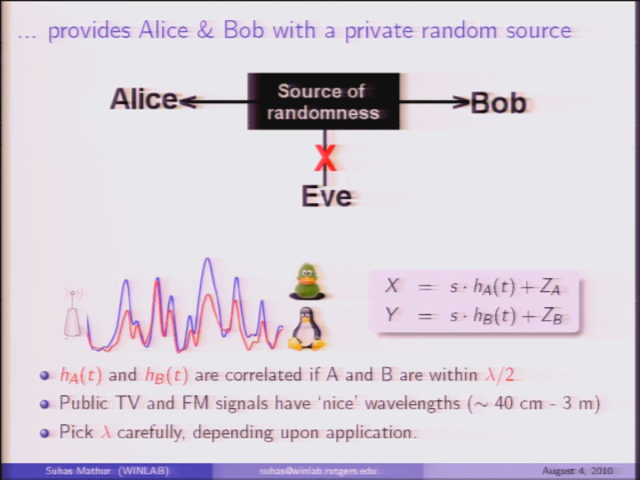 ... provides Alice & Bob with a private random source
Alice
Source of
randomness
Bob
X
Eve
X = s · h_A(t) + Z_A
Y = s · h_B(t) + Z_B
h_A(t) and h_B(t) are correlated if A and B are within λ/2
Public TV and FM signals have ‘nice’ wavelengths (∼ 40 cm - 3 m)
Pick λ carefully, depending upon application.
Suhas Mathur (WINLAB) suhas@winlab.rutgers.edu August 4, 2010